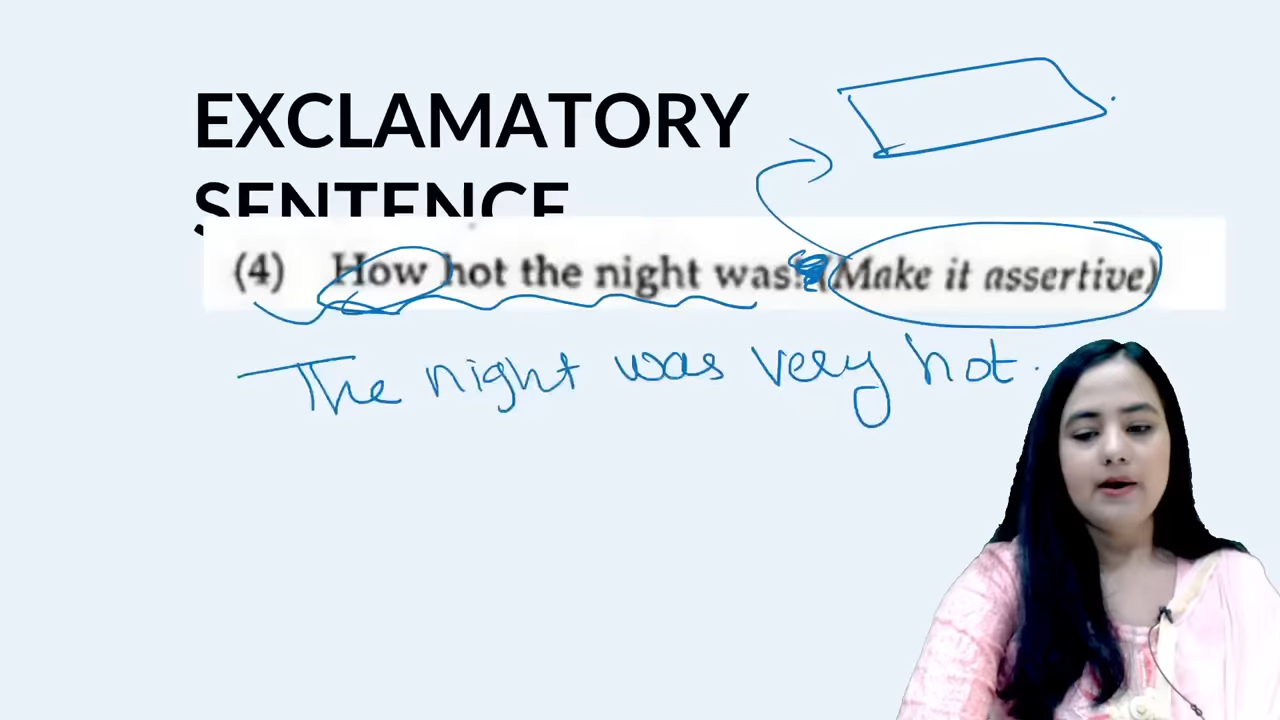 EXCLAMATORY
SENTENCE
(4) How hot the night was! (Make it assertive)
The night was very hot.